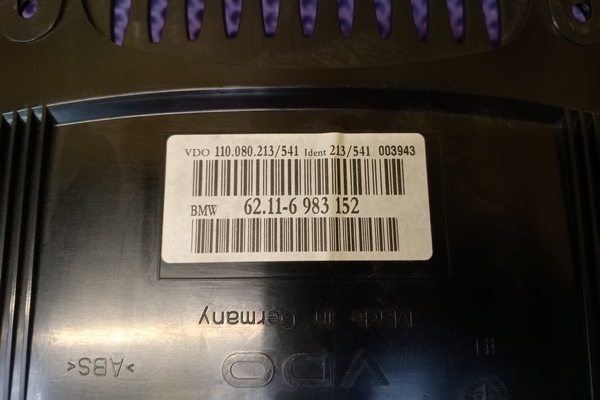 VDO 110.080.213/541 Ident 213/541 003943
BMW 62.11-6 983 152
Made in Germany
>ABS<
VDO